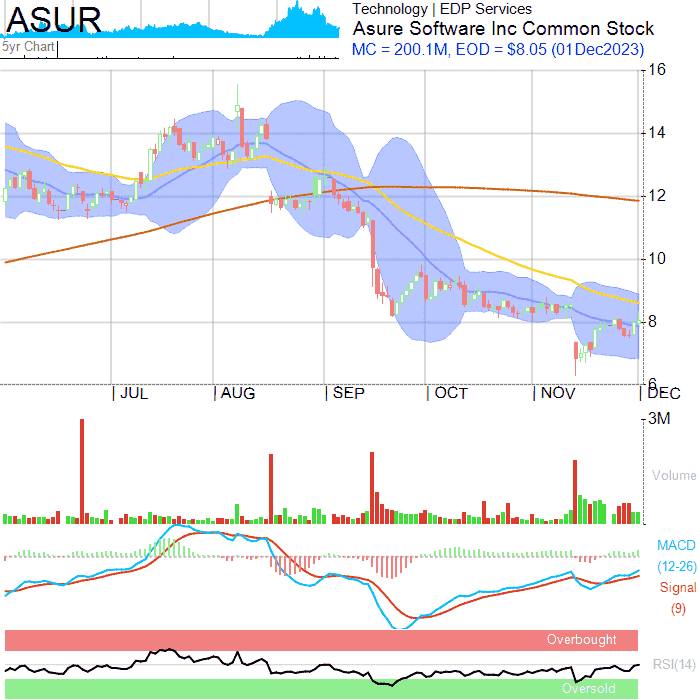 ASUR
5yr Chart
Technology | EDP Services
Asure Software Inc Common Stock
MC = 200.1M, EOD = $8.05 (01Dec2023)
16
14
12
10
8
6
JUL
AUG
SEP
OCT
NOV
DEC
3M
Volume
MACD
(12-26)
Signal
(9)
Overbought
RSI(14)
Oversold